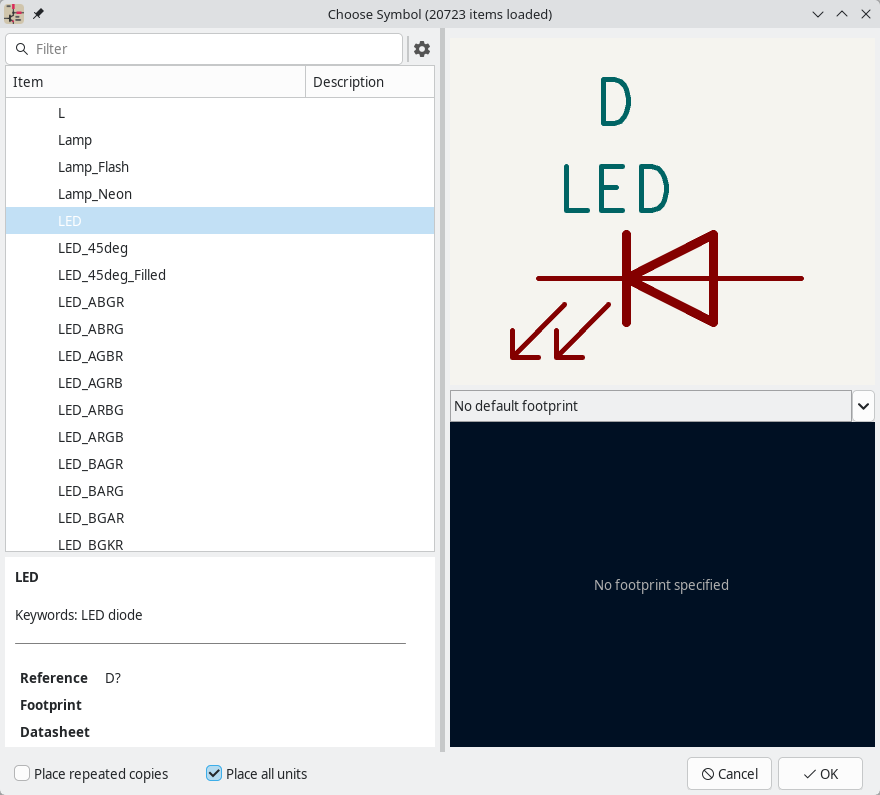 Choose Symbol (20723 items loaded)
Filter
Item Description
L
Lamp
Lamp_Flash
Lamp_Neon
LED
LED_45deg
LED_45deg_Filled
LED_ABGR
LED_ABRG
LED_AGBR
LED_AGRB
LED_ARBG
LED_ARGB
LED_BAGR
LED_BARG
LED_BGAR
LED_BGKR
LED
Keywords: LED diode
Reference D?
Footprint
Datasheet
D
LED
No default footprint
No footprint specified
Place repeated copies Place all units
Cancel OK